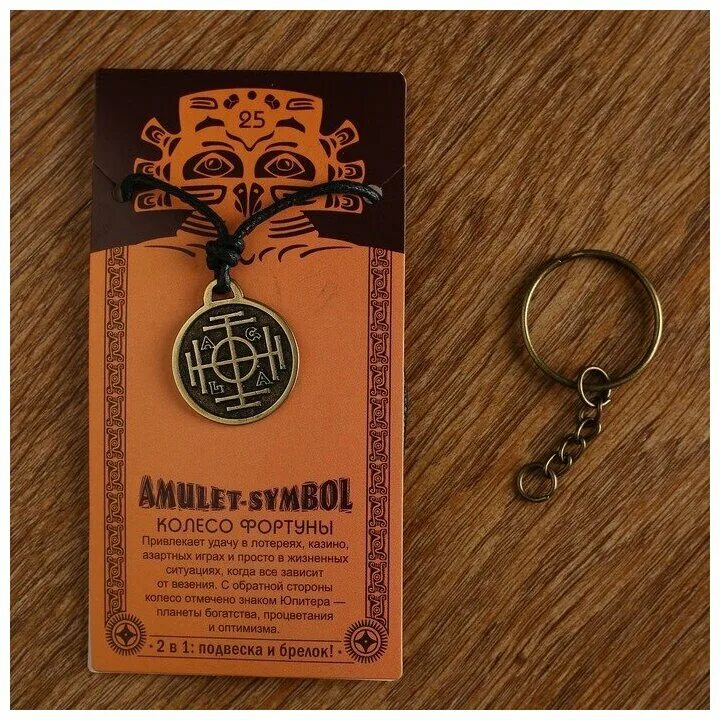 25
A G
L A
AMULET-SYMBOL
КОЛЕСО ФОРТУНЫ
Привлекает удачу в лотереях, казино,
азартных играх и просто в жизненных
ситуациях, когда все зависит
от везения. С обратной стороны
колесо отмечено знаком Юпитера —
планеты богатства, процветания
и оптимизма.
· 2 в 1: подвеска и брелок! ·